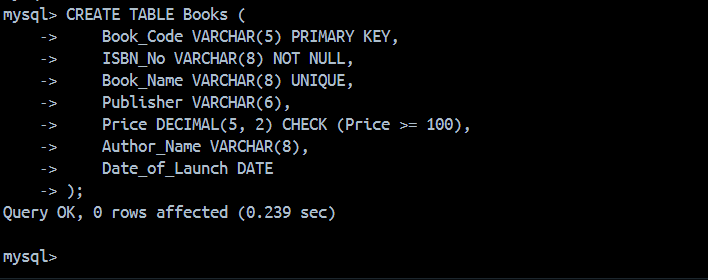 mysql> CREATE TABLE Books (
    ->     Book_Code VARCHAR(5) PRIMARY KEY,
    ->     ISBN_No VARCHAR(8) NOT NULL,
    ->     Book_Name VARCHAR(8) UNIQUE,
    ->     Publisher VARCHAR(6),
    ->     Price DECIMAL(5, 2) CHECK (Price >= 100),
    ->     Author_Name VARCHAR(8),
    ->     Date_of_Launch DATE
    -> );
Query OK, 0 rows affected (0.239 sec)
mysql>